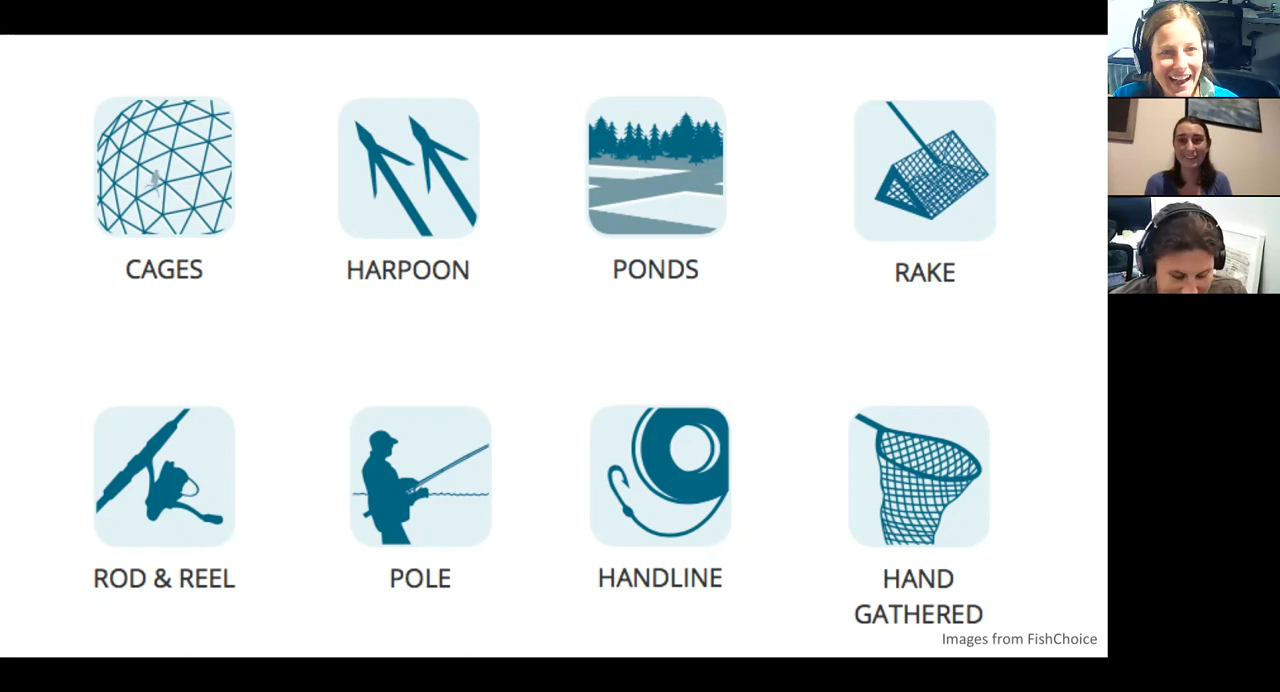 CAGES
HARPOON
PONDS
RAKE
ROD & REEL
POLE
HANDLINE
HAND
GATHERED
Images from FishChoice